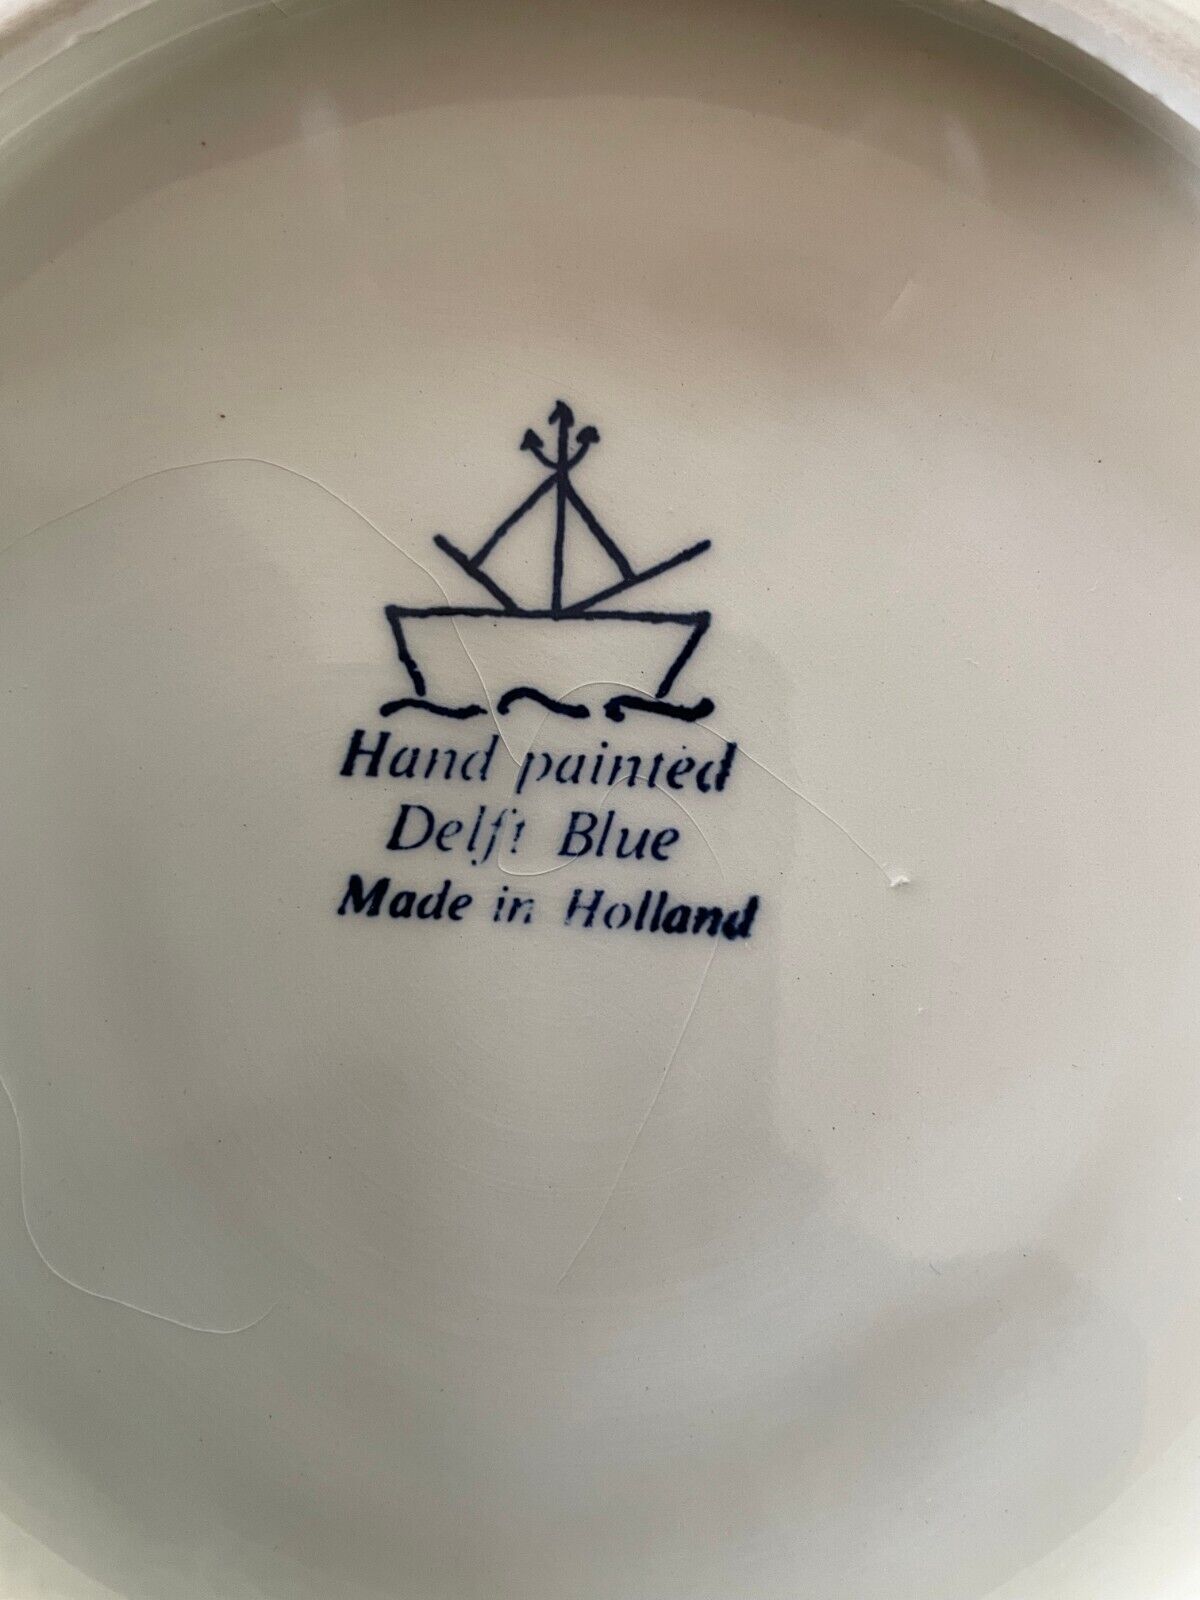 Hand painted
Delft Blue
Made in Holland